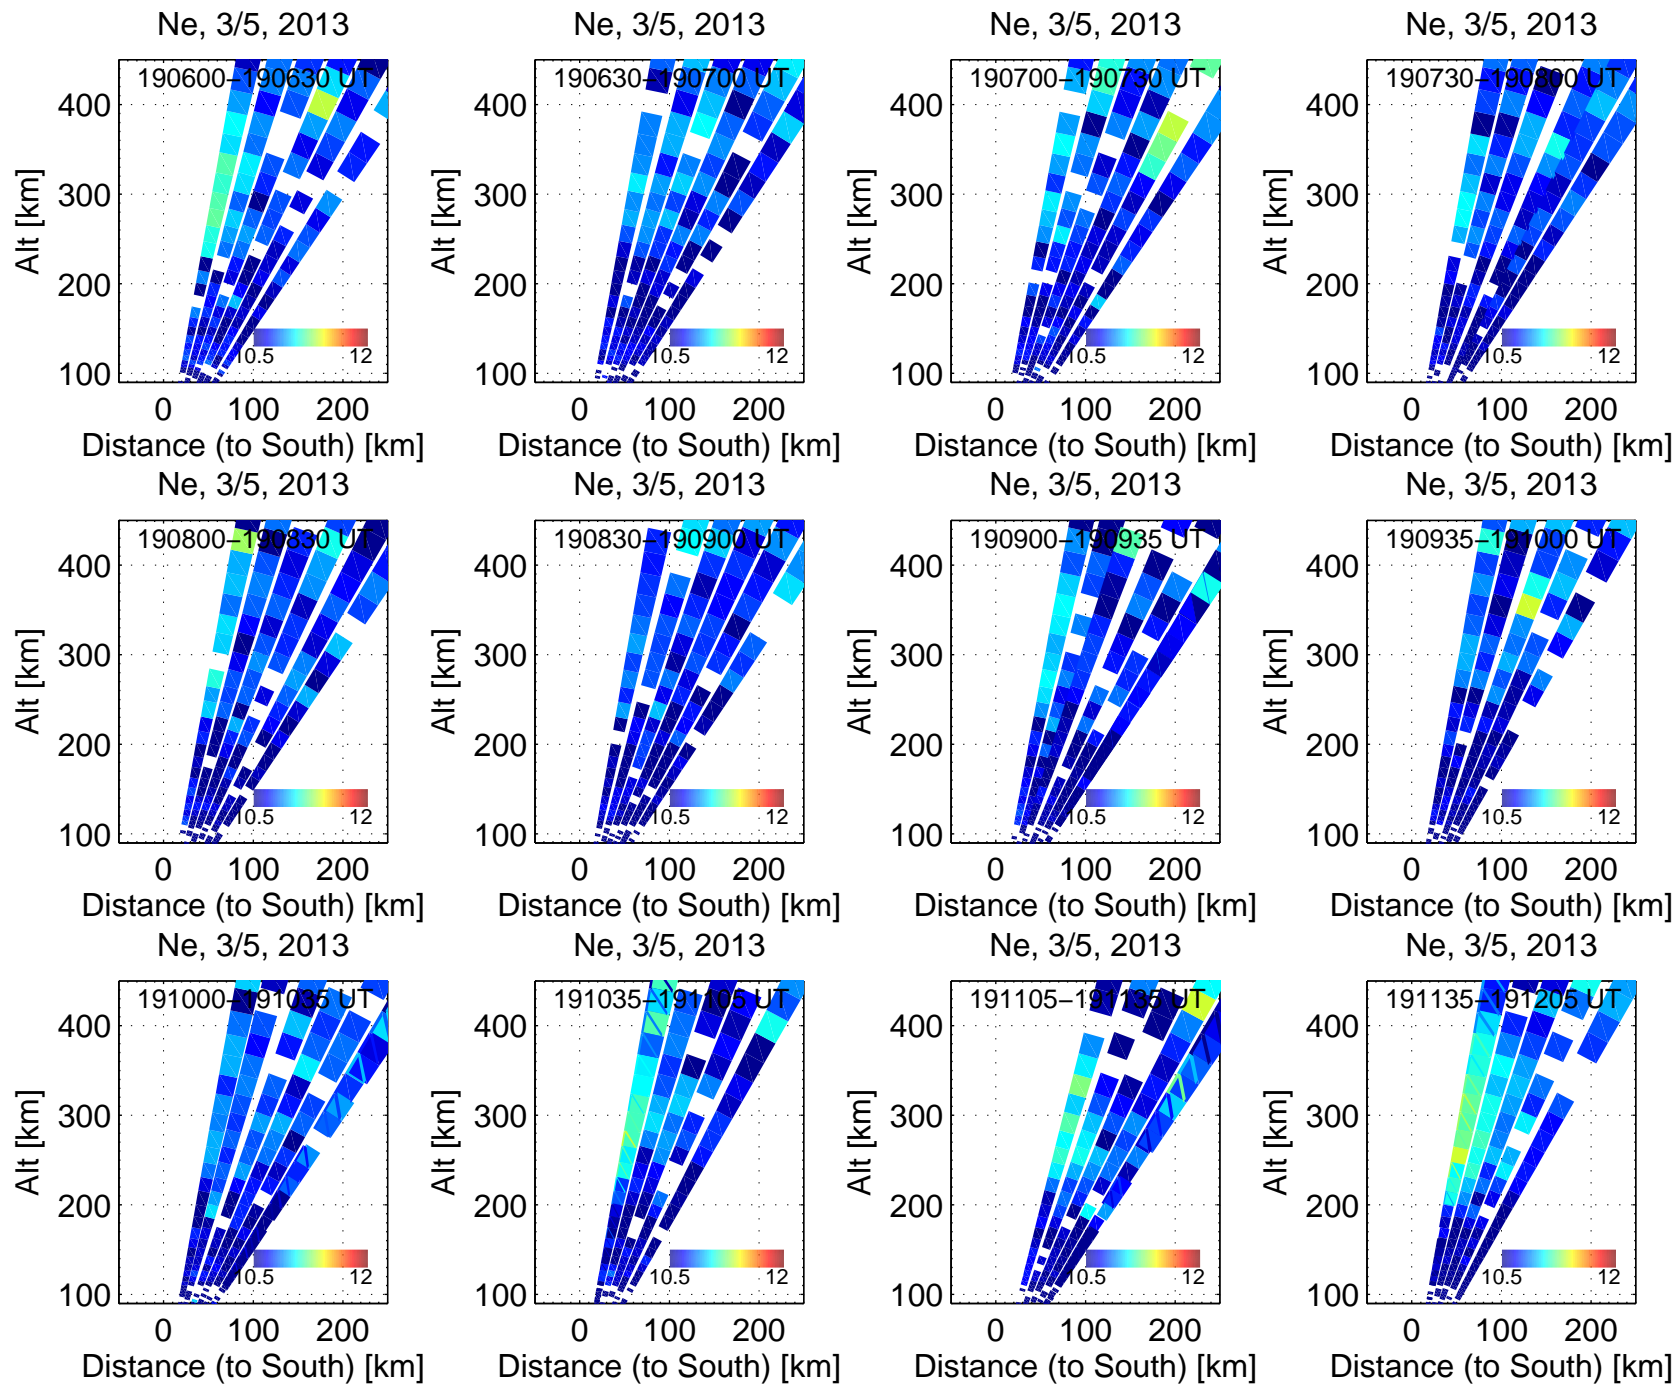 Ne, 3/5, 2013 Ne, 3/5, 2013 Ne, 3/5, 2013 Ne, 3/5, 2013
190600–190630 UT 190630–190700 UT 190700–190730 UT 190730–190800 UT
400 400 400 400
300 300 300 300
Alt [km] Alt [km] Alt [km] Alt [km]
200 200 200 200
10.5 12 10.5 12 10.5 12 10.5 12
100 100 100 100
0 100 200 0 100 200 0 100 200 0 100 200
Distance (to South) [km] Distance (to South) [km] Distance (to South) [km] Distance (to South) [km]
Ne, 3/5, 2013 Ne, 3/5, 2013 Ne, 3/5, 2013 Ne, 3/5, 2013
190800–190830 UT 190830–190900 UT 190900–190935 UT 190935–191000 UT
400 400 400 400
300 300 300 300
Alt [km] Alt [km] Alt [km] Alt [km]
200 200 200 200
10.5 12 10.5 12 10.5 12 10.5 12
100 100 100 100
0 100 200 0 100 200 0 100 200 0 100 200
Distance (to South) [km] Distance (to South) [km] Distance (to South) [km] Distance (to South) [km]
Ne, 3/5, 2013 Ne, 3/5, 2013 Ne, 3/5, 2013 Ne, 3/5, 2013
191000–191035 UT 191035–191105 UT 191105–191135 UT 191135–191205 UT
400 400 400 400
300 300 300 300
Alt [km] Alt [km] Alt [km] Alt [km]
200 200 200 200
10.5 12 10.5 12 10.5 12 10.5 12
100 100 100 100
0 100 200 0 100 200 0 100 200 0 100 200
Distance (to South) [km] Distance (to South) [km] Distance (to South) [km] Distance (to South) [km]